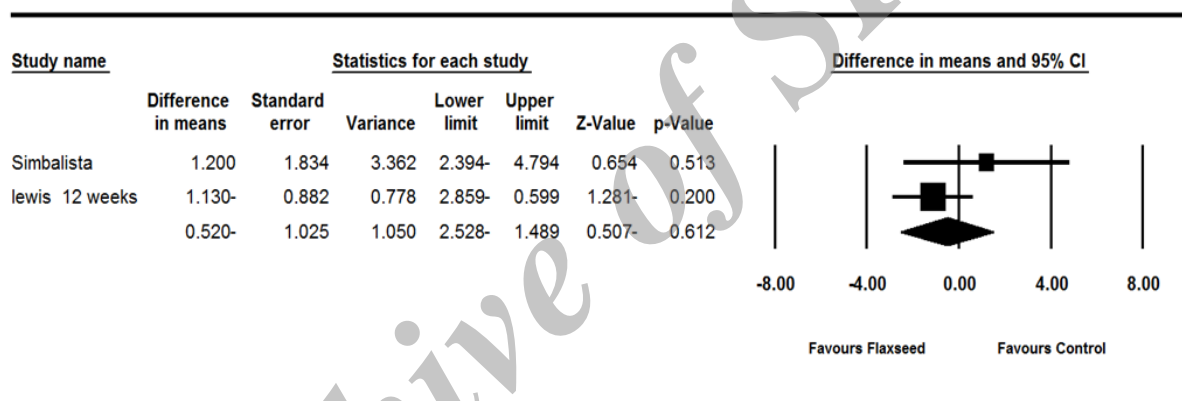 Study name Statistics for each study Difference in means and 95% CI
Difference in means Standard error Variance Lower limit Upper limit Z-Value p-Value
Simbalista 1.200 1.834 3.362 2.394- 4.794 0.654 0.513
lewis 12 weeks 1.130- 0.882 0.778 2.859- 0.599 1.281- 0.200
0.520- 1.025 1.050 2.528- 1.489 0.507- 0.612
-8.00 -4.00 0.00 4.00 8.00
Favours Flaxseed Favours Control